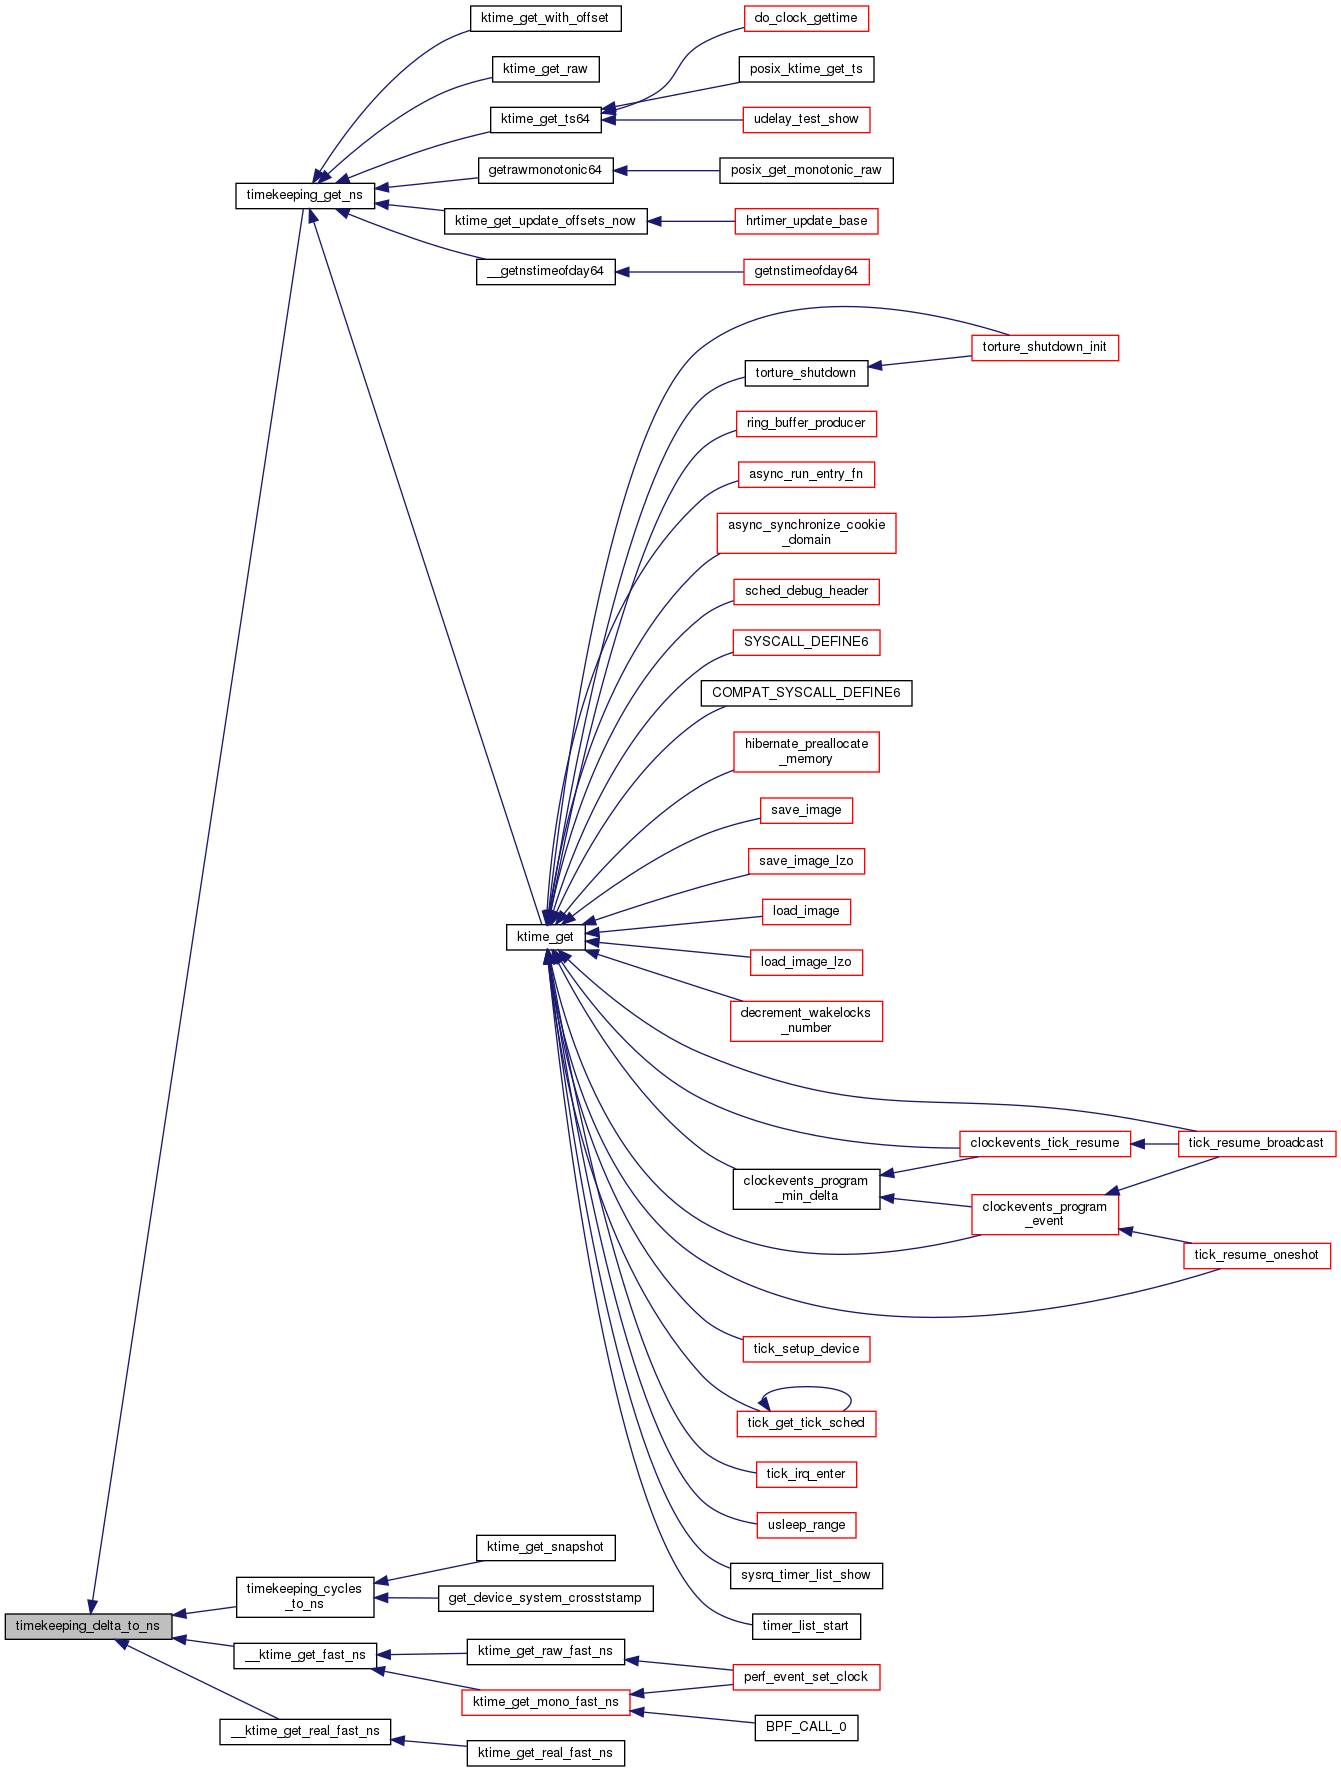 ktime_get_with_offset
do_clock_gettime
ktime_get_raw
posix_ktime_get_ts
ktime_get_ts64
udelay_test_show
getrawmonotonic64
posix_get_monotonic_raw
timekeeping_get_ns
ktime_get_update_offsets_now
hrtimer_update_base
__getnstimeofday64
getnstimeofday64
torture_shutdown_init
torture_shutdown
ring_buffer_producer
async_run_entry_fn
async_synchronize_cookie
_domain
sched_debug_header
SYSCALL_DEFINE6
COMPAT_SYSCALL_DEFINE6
hibernate_preallocate
_memory
save_image
save_image_lzo
load_image
ktime_get
load_image_lzo
decrement_wakelocks
_number
clockevents_tick_resume
tick_resume_broadcast
clockevents_program
_min_delta
clockevents_program
_event
tick_resume_oneshot
tick_setup_device
tick_get_tick_sched
tick_irq_enter
usleep_range
ktime_get_snapshot
sysrq_timer_list_show
timekeeping_cycles
_to_ns
get_device_system_crosststamp
timekeeping_delta_to_ns
timer_list_start
__ktime_get_fast_ns
ktime_get_raw_fast_ns
perf_event_set_clock
ktime_get_mono_fast_ns
BPF_CALL_0
__ktime_get_real_fast_ns
ktime_get_real_fast_ns